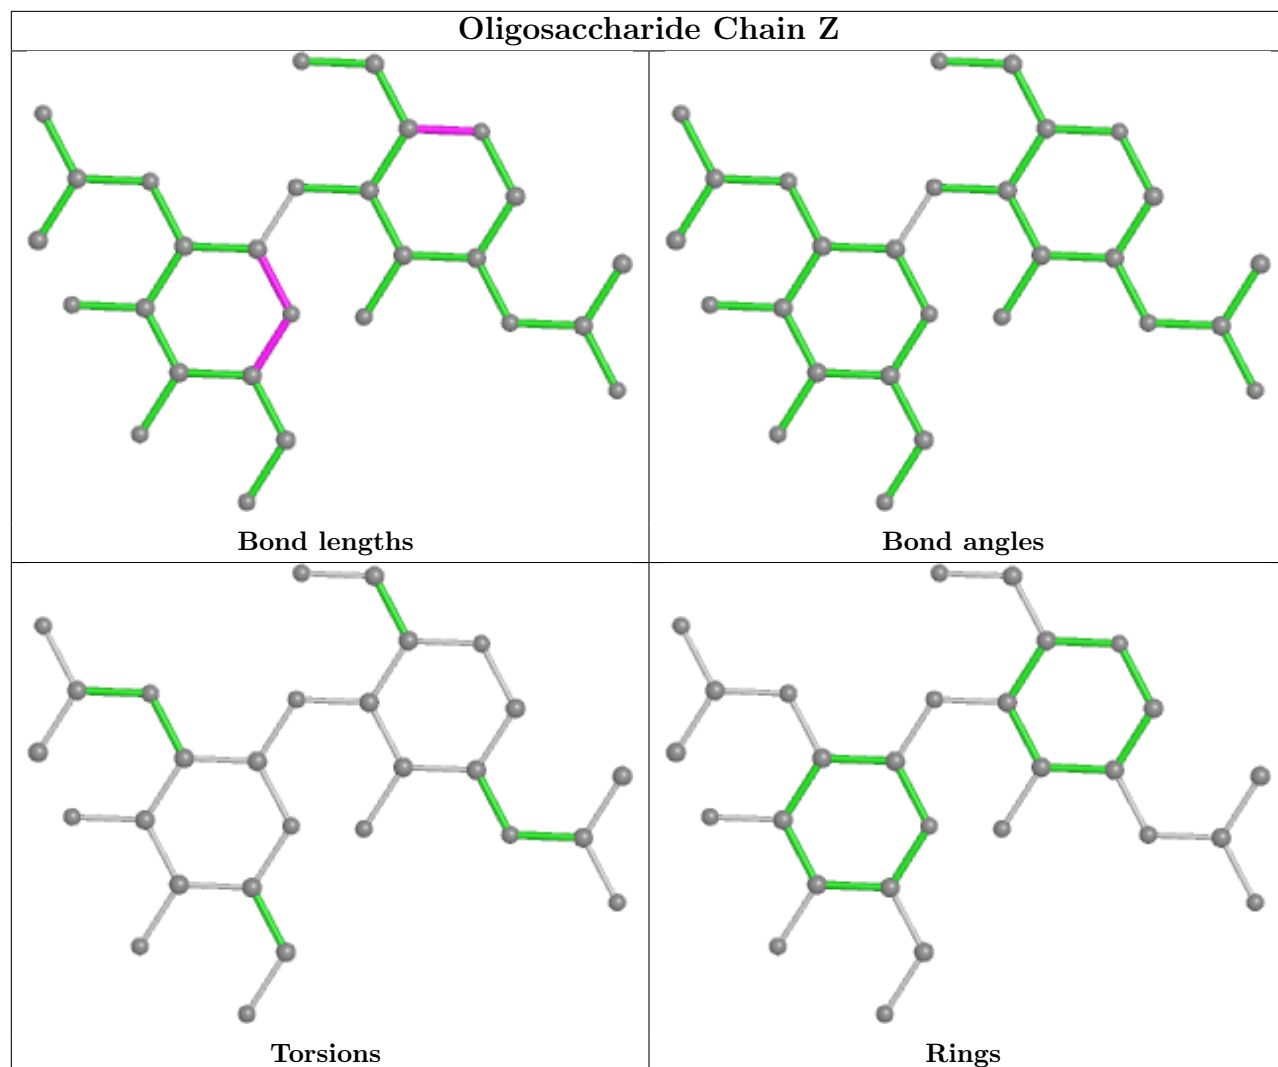 Oligosaccharide Chain Z
Bond lengths
Bond angles
Torsions
Rings